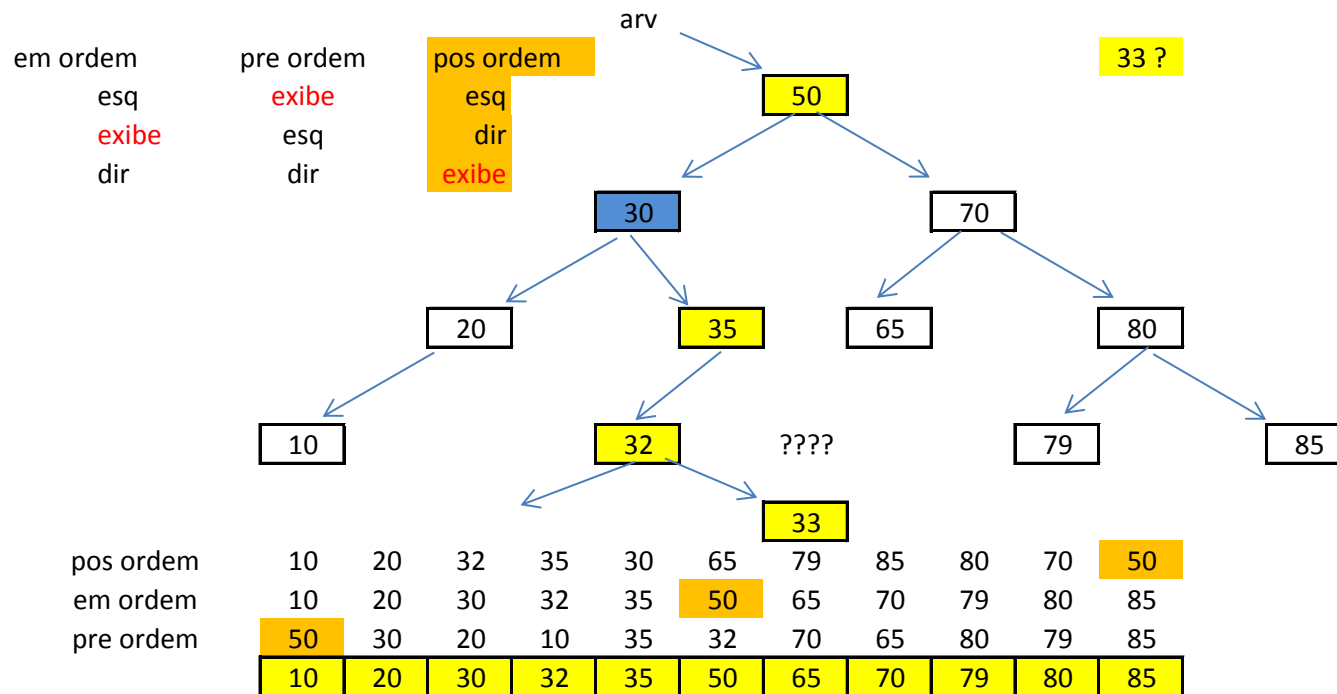 arv
em ordem pre ordem pos ordem 33 ?
esq exibe esq 50
exibe esq dir
dir dir exibe
30 70
20 35 65 80
10 32 ???? 79 85
33
pos ordem 10 20 32 35 30 65 79 85 80 70 50
em ordem 10 20 30 32 35 50 65 70 79 80 85
pre ordem 50 30 20 10 35 32 70 65 80 79 85
10 20 30 32 35 50 65 70 79 80 85